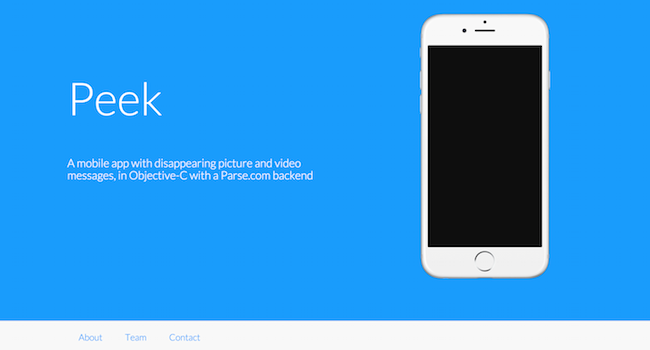 Peek
A mobile app with disappearing picture and video
messages, in Objective-C with a Parse.com backend
About Team Contact